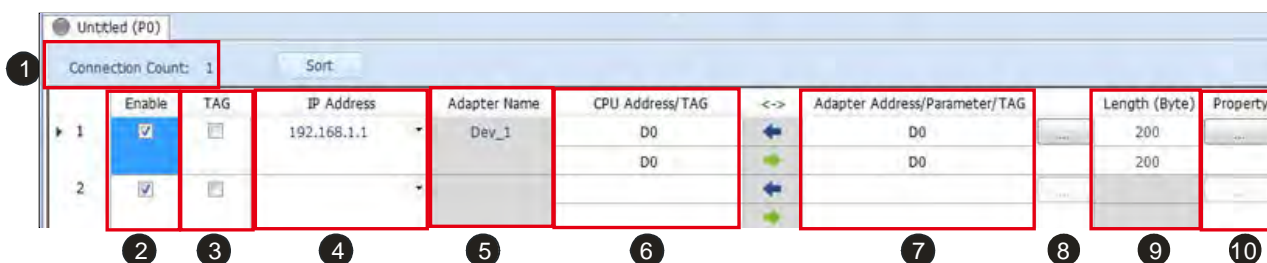 Untitled (P0)
1 Connection Count: 1 Sort
Enable TAG IP Address Adapter Name CPU Address/TAG <-> Adapter Address/Parameter/TAG Length (Byte) Property
1 192.168.1.1 Dev_1 D0 D0 ... 200 ...
D0 D0 200
2 ... ...
2 3 4 5 6 7 8 9 10